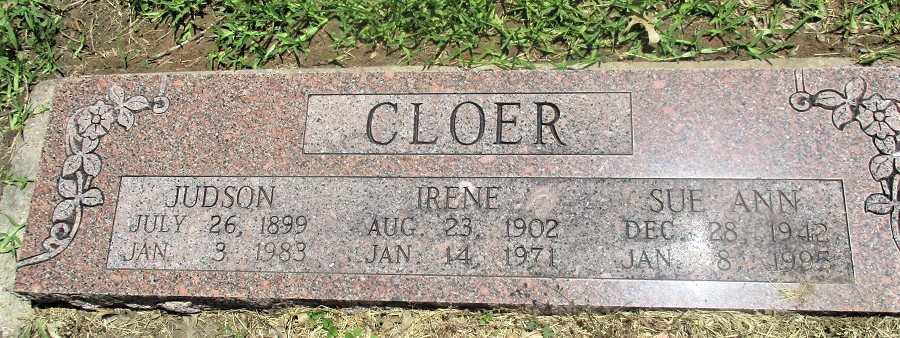 CLOER
JUDSON IRENE SUE ANN
JULY 26, 1899 AUG. 23, 1902 DEC. 28, 1942
JAN. 3, 1983 JAN. 14, 1971 JAN. 8, 1995